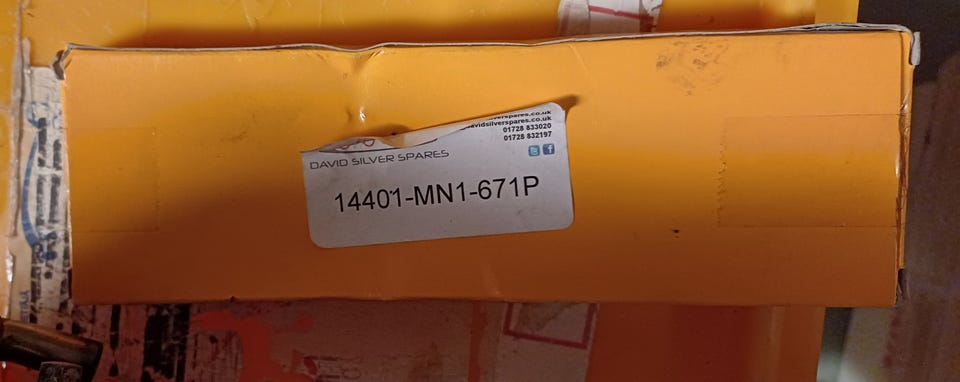 davidsilverspares.co.uk
01728 833020
01728 832197
DAVID SILVER SPARES
14401-MN1-671P